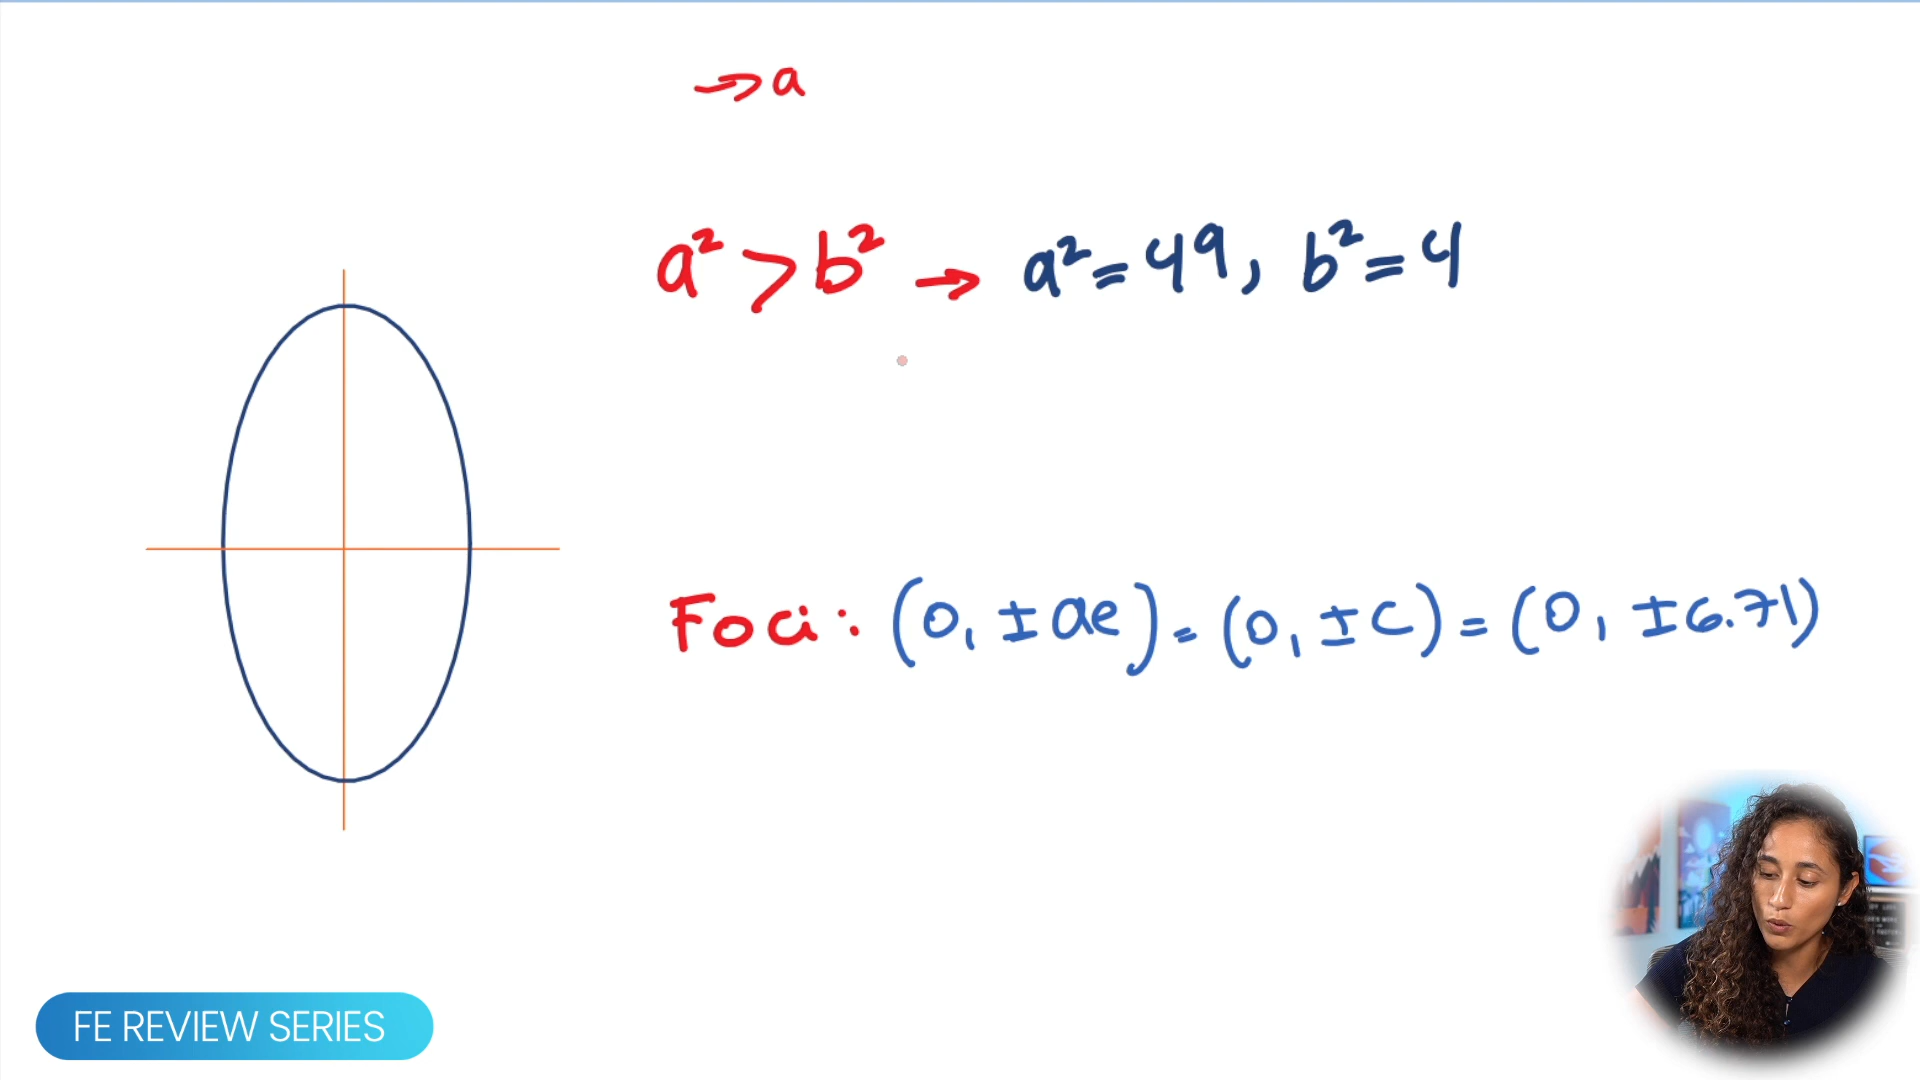 → a
a² > b² → a² = 49, b² = 4
Foci: (0, ± ae) = (0, ± c) = (0, ± 6.71)
FE REVIEW SERIES